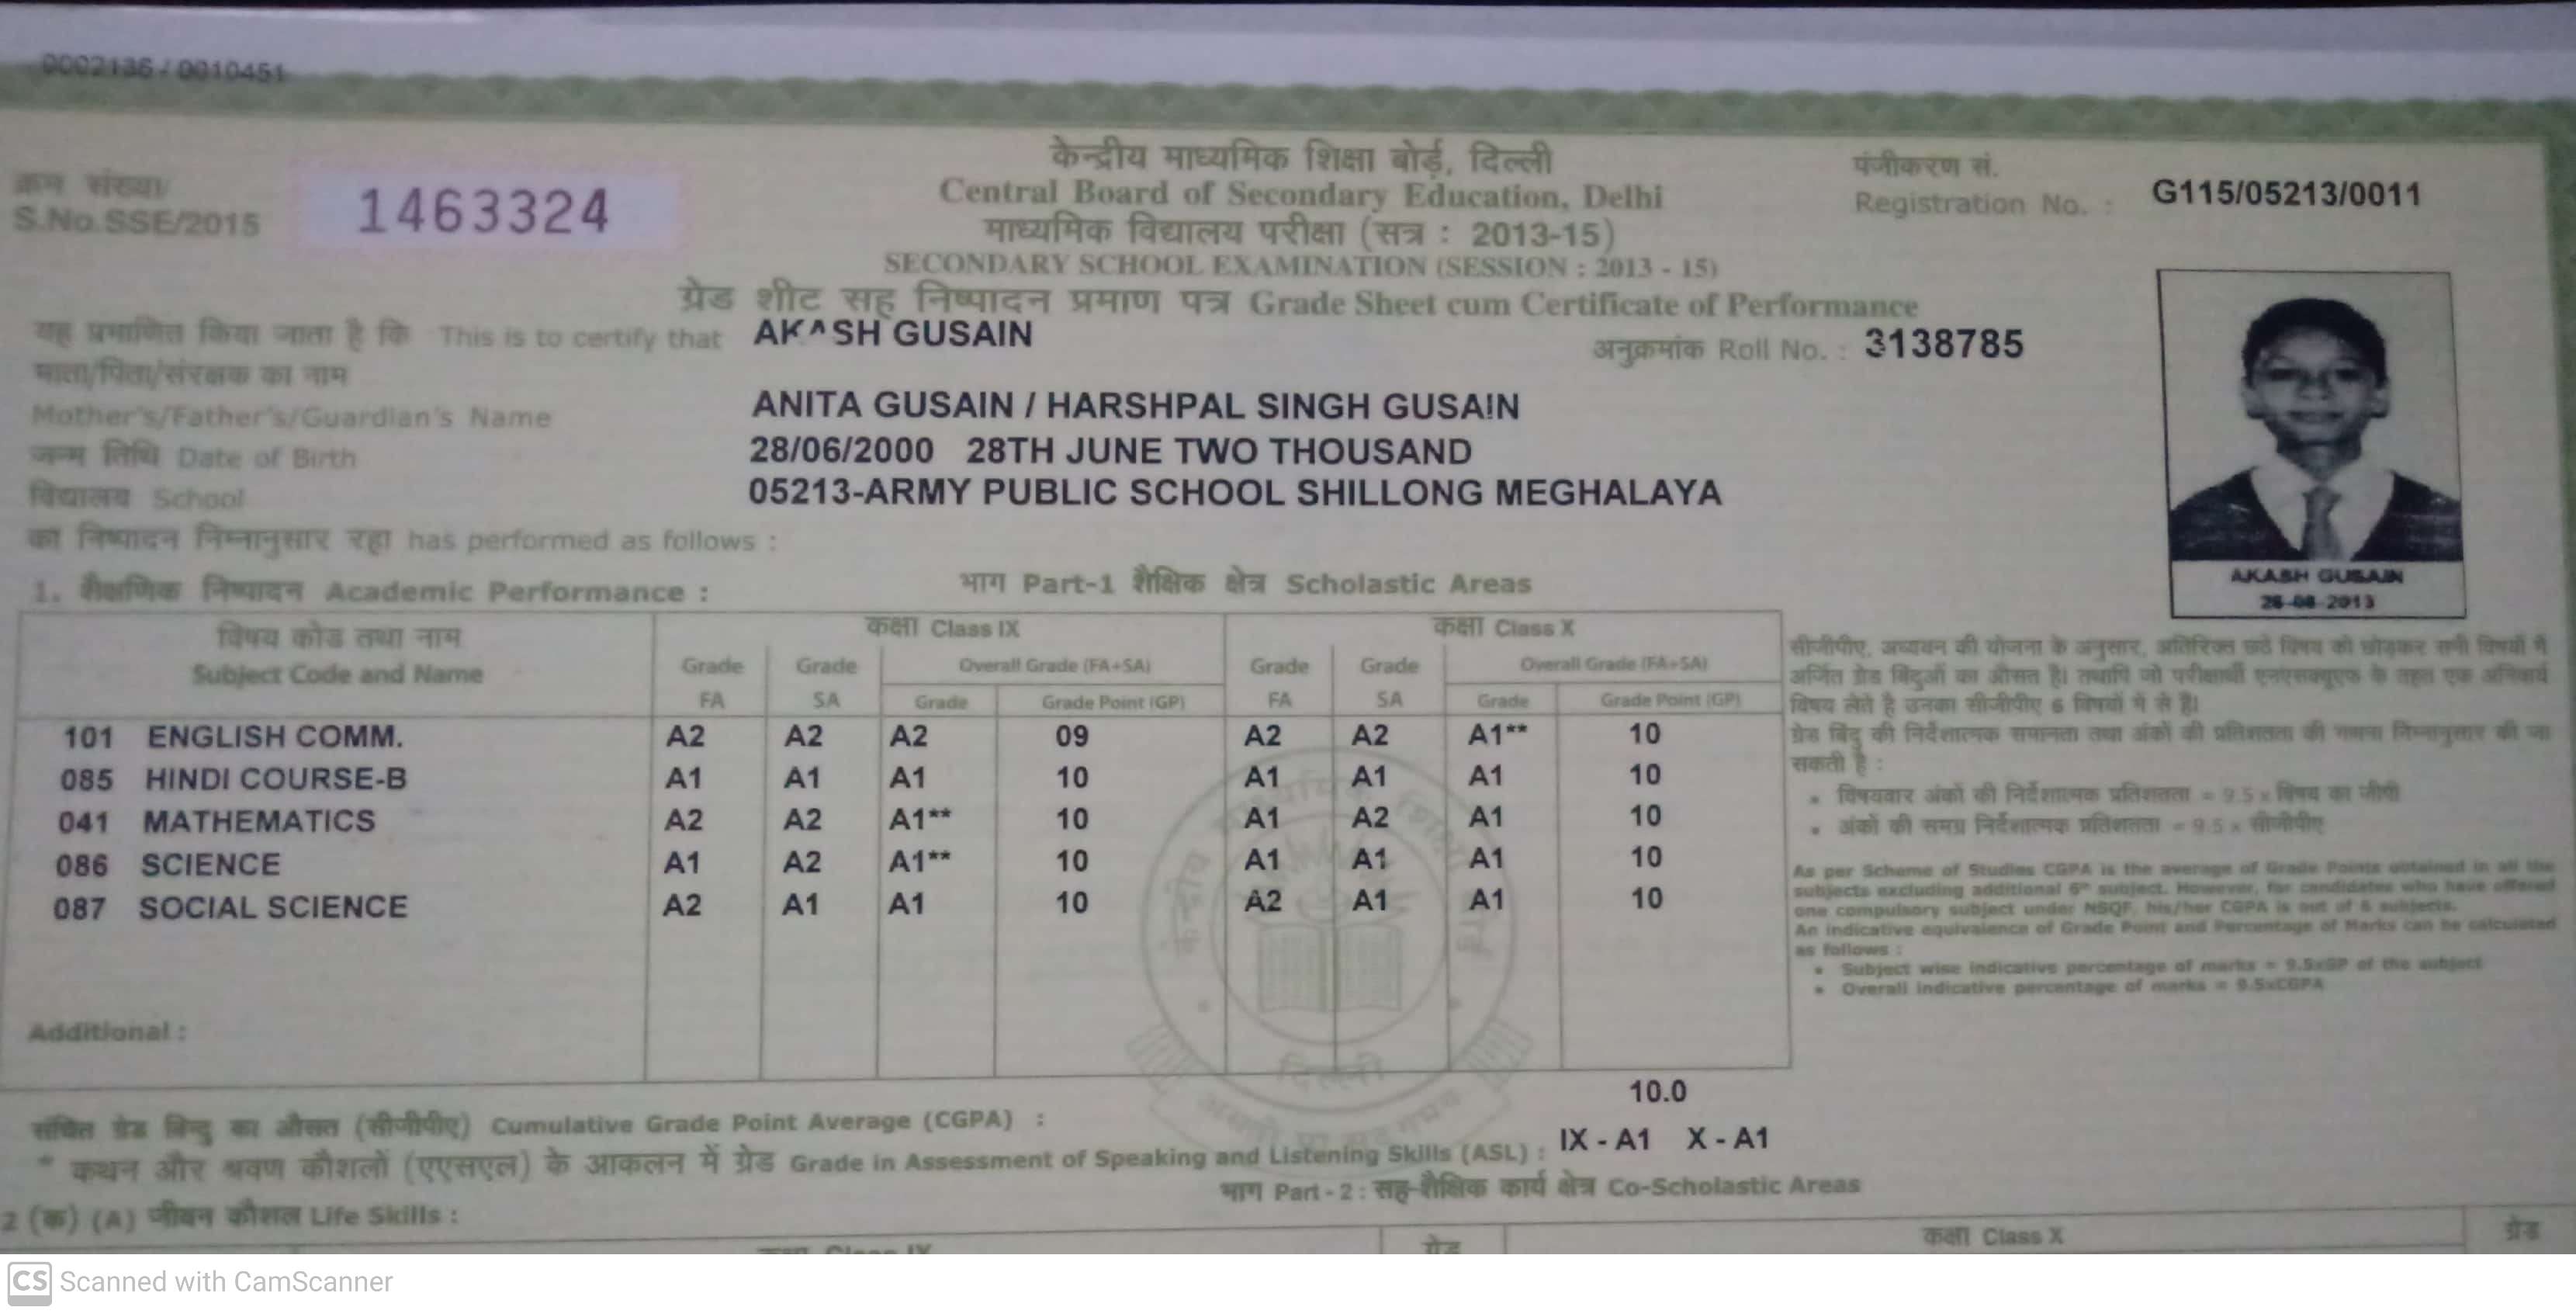 0002136 / 0010451
क्रम संख्या/
S.No.SSE/2015 1463324
केन्द्रीय माध्यमिक शिक्षा बोर्ड, दिल्ली
Central Board of Secondary Education, Delhi
माध्यमिक विद्यालय परीक्षा (सत्र : 2013-15)
SECONDARY SCHOOL EXAMINATION (SESSION : 2013 - 15)
पंजीकरण सं.
Registration No. : G115/05213/0011
ग्रेड शीट सह निष्पादन प्रमाण पत्र Grade Sheet cum Certificate of Performance
यह प्रमाणित किया जाता है कि This is to certify that AKASH GUSAIN
अनुक्रमांक Roll No. : 3138785
माता/पिता/संरक्षक का नाम
Mother's/Father's/Guardian's Name ANITA GUSAIN / HARSHPAL SINGH GUSAIN
जन्म तिथि Date of Birth 28/06/2000 28TH JUNE TWO THOUSAND
विद्यालय School 05213-ARMY PUBLIC SCHOOL SHILLONG MEGHALAYA
का निष्पादन निम्नानुसार रहा has performed as follows :
AKASH GUSAIN
26-08-2013
1. शैक्षणिक निष्पादन Academic Performance : भाग Part-1 शैक्षिक क्षेत्र Scholastic Areas
विषय कोड तथा नाम कक्षा Class IX कक्षा Class X
Subject Code and Name Grade FA Grade SA Overall Grade (FA+SA) Grade FA Grade SA Overall Grade (FA+SA)
Grade Grade Point (GP) Grade Grade Point (GP)
101 ENGLISH COMM. A2 A2 A2 09 A2 A2 A1** 10
085 HINDI COURSE-B A1 A1 A1 10 A1 A1 A1 10
041 MATHEMATICS A2 A2 A1** 10 A1 A2 A1 10
086 SCIENCE A1 A2 A1** 10 A1 A1 A1 10
087 SOCIAL SCIENCE A2 A1 A1 10 A2 A1 A1 10
Additional :
सीजीपीए, अध्ययन की योजना के अनुसार, अतिरिक्त छठे विषय को छोड़कर सभी विषयों में
अर्जित ग्रेड बिंदुओं का औसत है। तथापि जो परीक्षार्थी एनएसक्यूएफ के तहत एक अनिवार्य
विषय लेते है उनका सीजीपीए 6 विषयों में से है।
ग्रेड बिंदु की निर्देशात्मक समानता तथा अंकों की प्रतिशतता की गणना निम्नानुसार की जा
सकती है :
• विषयवार अंकों की निर्देशात्मक प्रतिशतता = 9.5 x विषय का जीपी
• अंकों की समग्र निर्देशात्मक प्रतिशतता = 9.5 x सीजीपीए
As per Scheme of Studies CGPA is the average of Grade Points obtained in all the
subjects excluding additional 6th subject. However, for candidates who have offered
one compulsory subject under NSQF, his/her CGPA is out of 6 subjects.
An indicative equivalence of Grade Point and Percentage of Marks can be calculated
as follows :
• Subject wise indicative percentage of marks = 9.5xGP of the subject
• Overall indicative percentage of marks = 9.5xCGPA
दिल्ली
संचित ग्रेड बिन्दु का औसत (सीजीपीए) Cumulative Grade Point Average (CGPA) : 10.0
* कथन और श्रवण कौशलों (एएसएल) के आकलन में ग्रेड Grade in Assessment of Speaking and Listening Skills (ASL) : IX - A1 X - A1
भाग Part - 2 : सह-शैक्षिक कार्य क्षेत्र Co-Scholastic Areas
2 (क) (A) जीवन कौशल Life Skills :
कक्षा Class IX ग्रेड कक्षा Class X ग्रेड
CS Scanned with CamScanner